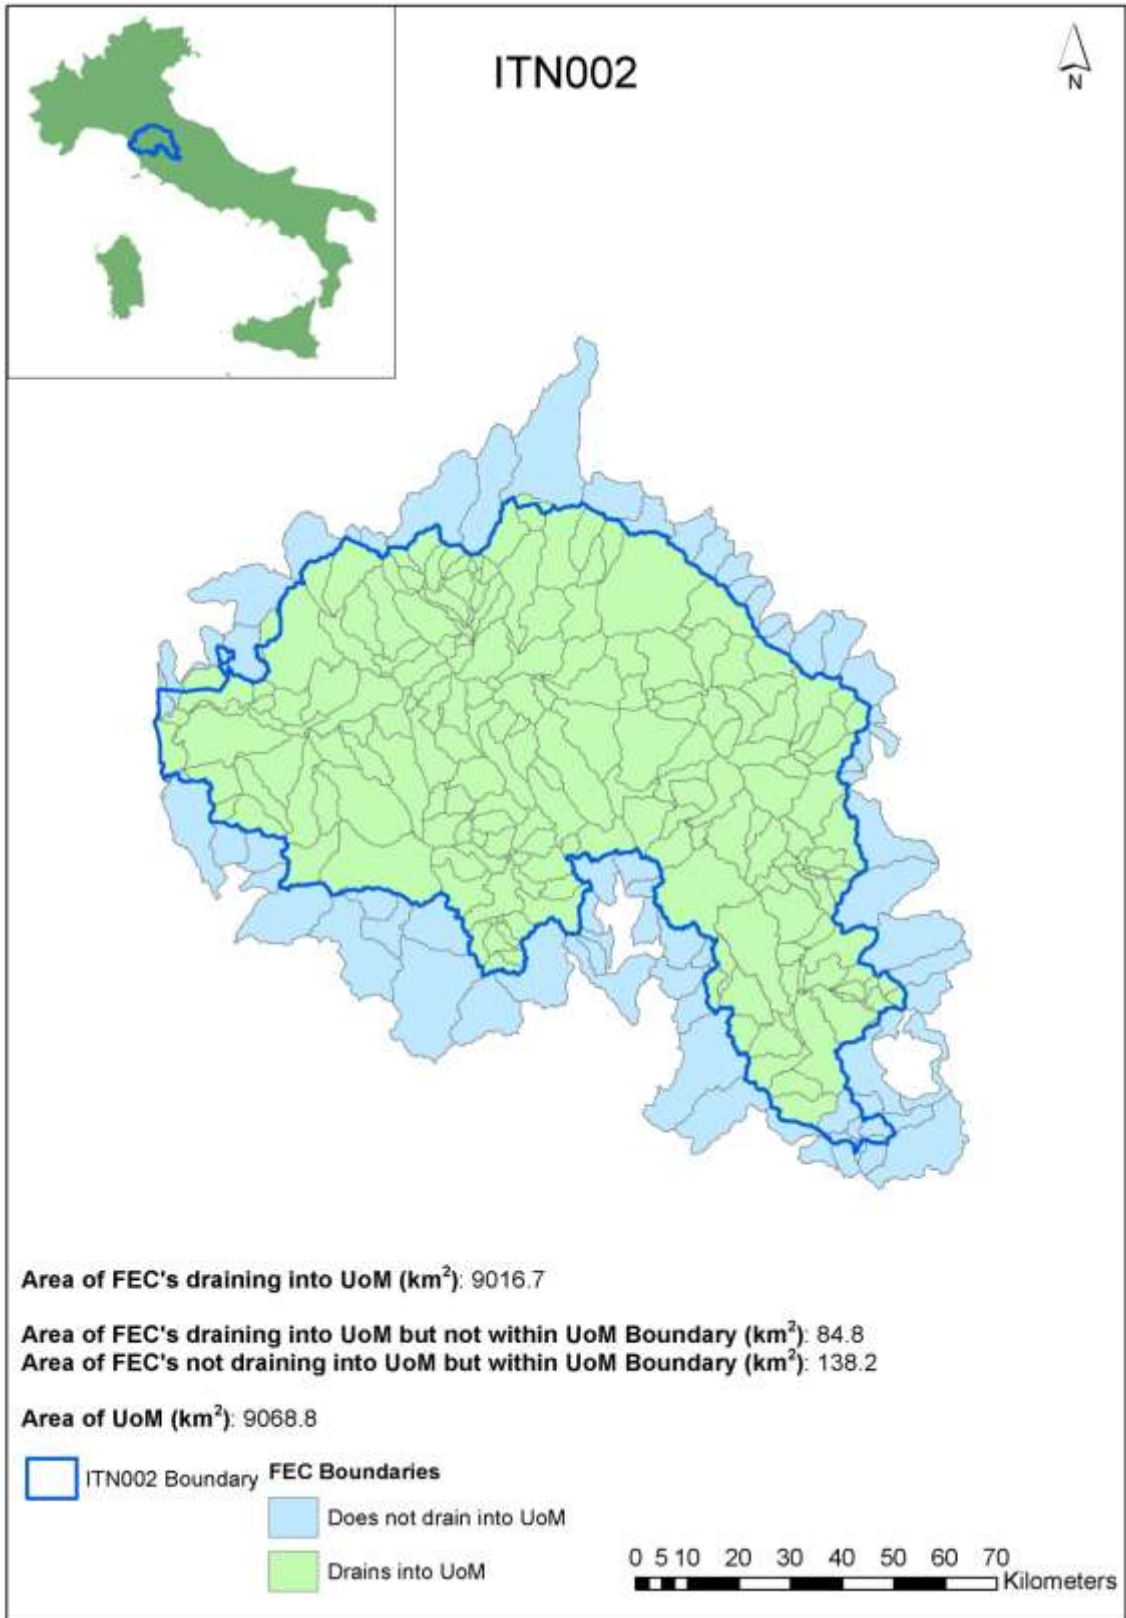 ITN002
N
Area of FEC's draining into UoM (km²): 9016.7
Area of FEC's draining into UoM but not within UoM Boundary (km²): 84.8
Area of FEC's not draining into UoM but within UoM Boundary (km²): 138.2
Area of UoM (km²): 9068.8
ITN002 Boundary
FEC Boundaries
Does not drain into UoM
Drains into UoM
0 5 10 20 30 40 50 60 70
Kilometers